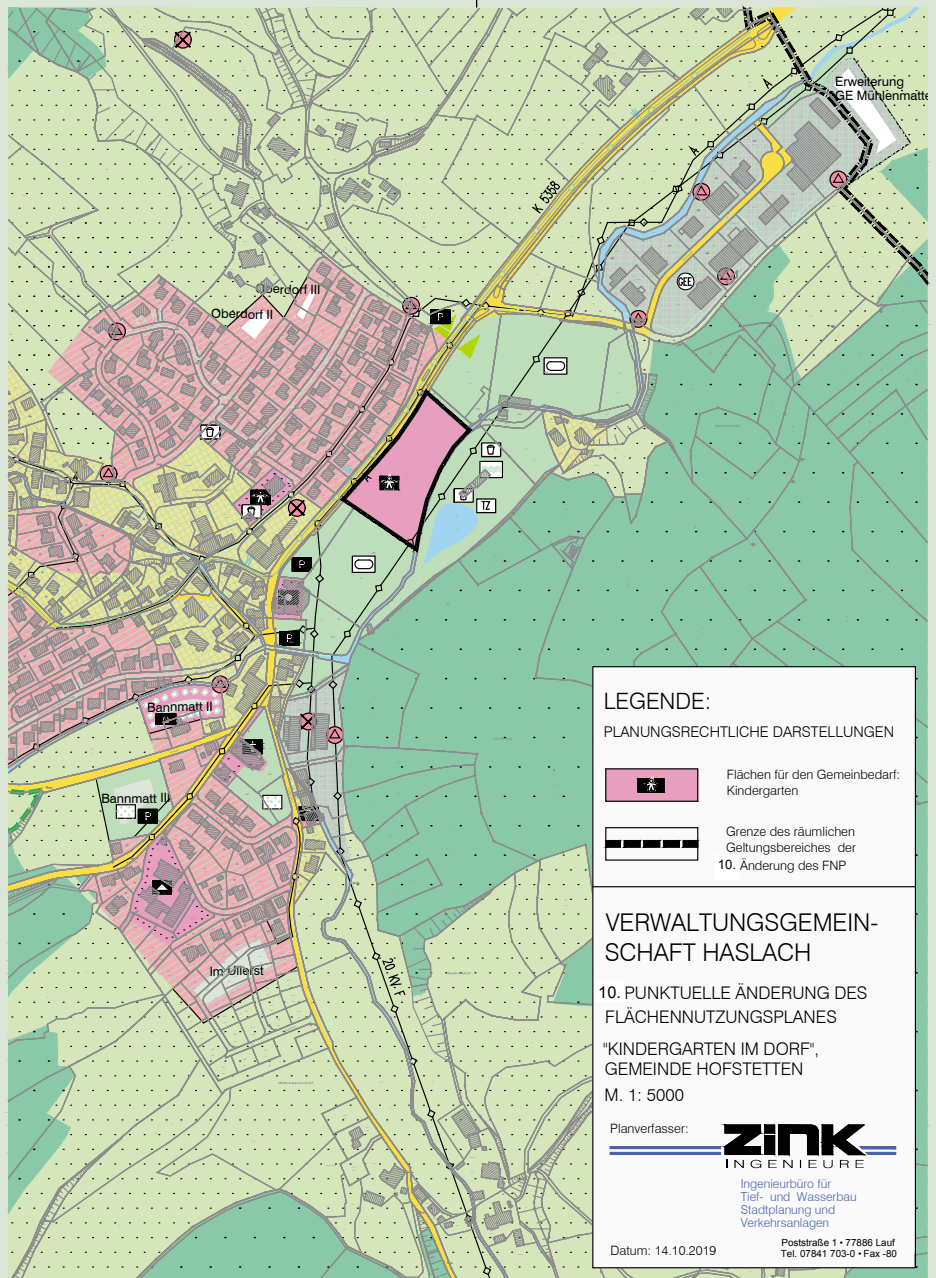 Erweiterung
GE Mühlenmatte
K 5358
A
A
GEE
Oberdorf III
Oberdorf II
P
A
A
TZ
P
P
Bannmatt II
P
Bannmatt III
P
Im Ullerst
20. KV. F
LEGENDE:
PLANUNGSRECHTLICHE DARSTELLUNGEN
Flächen für den Gemeinbedarf:
Kindergarten
Grenze des räumlichen
Geltungsbereiches der
10. Änderung des FNP
VERWALTUNGSGEMEIN-
SCHAFT HASLACH
10. PUNKTUELLE ÄNDERUNG DES
FLÄCHENNUTZUNGSPLANES
"KINDERGARTEN IM DORF",
GEMEINDE HOFSTETTEN
M. 1: 5000
Planverfasser:
ZINK
INGENIEURE
Ingenieurbüro für
Tief- und Wasserbau
Stadtplanung und
Verkehrsanlagen
Datum: 14.10.2019
Poststraße 1 • 77886 Lauf
Tel. 07841 703-0 • Fax -80